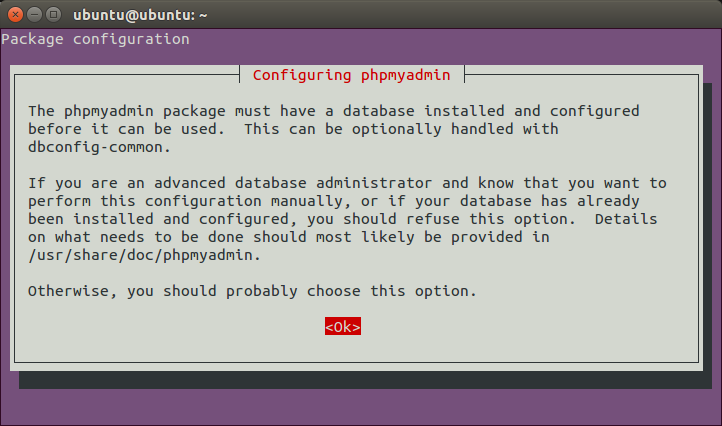 ubuntu@ubuntu: ~
Package configuration
Configuring phpmyadmin
The phpmyadmin package must have a database installed and configured
before it can be used.  This can be optionally handled with
dbconfig-common.
If you are an advanced database administrator and know that you want to
perform this configuration manually, or if your database has already
been installed and configured, you should refuse this option.  Details
on what needs to be done should most likely be provided in
/usr/share/doc/phpmyadmin.
Otherwise, you should probably choose this option.
<Ok>